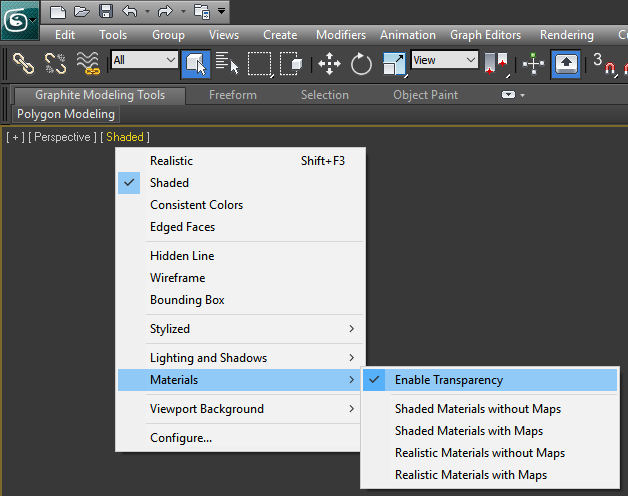 Edit Tools Group Views Create Modifiers Animation Graph Editors Rendering
All View 3
Graphite Modeling Tools Freeform Selection Object Paint
Polygon Modeling
[ + ] [ Perspective ] [ Shaded ]
Realistic Shift+F3
Shaded
Consistent Colors
Edged Faces
Hidden Line
Wireframe
Bounding Box
Stylized
Lighting and Shadows
Materials
Enable Transparency
Shaded Materials without Maps
Shaded Materials with Maps
Realistic Materials without Maps
Realistic Materials with Maps
Viewport Background
Configure...